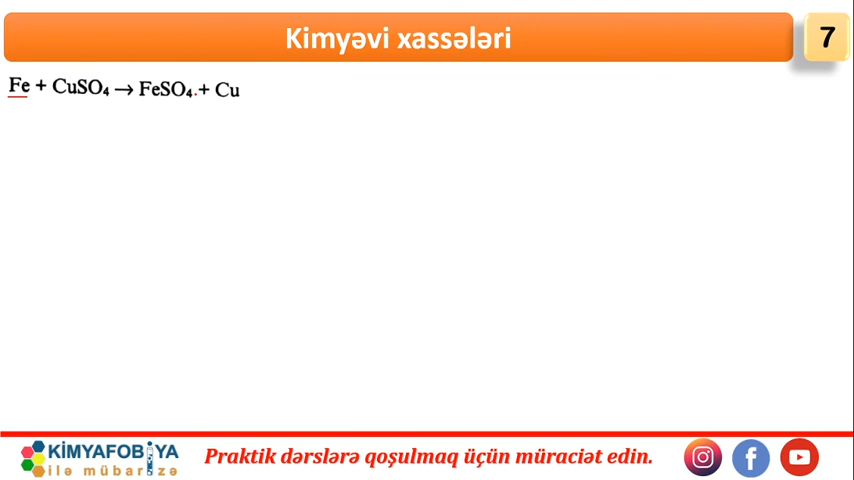 Kimyəvi xassələri
7
Fe + CuSO₄ → FeSO₄ + Cu
KİMYAFOBİYA
ilə mübarizə
Praktik dərslərə qoşulmaq üçün müraciət edin.